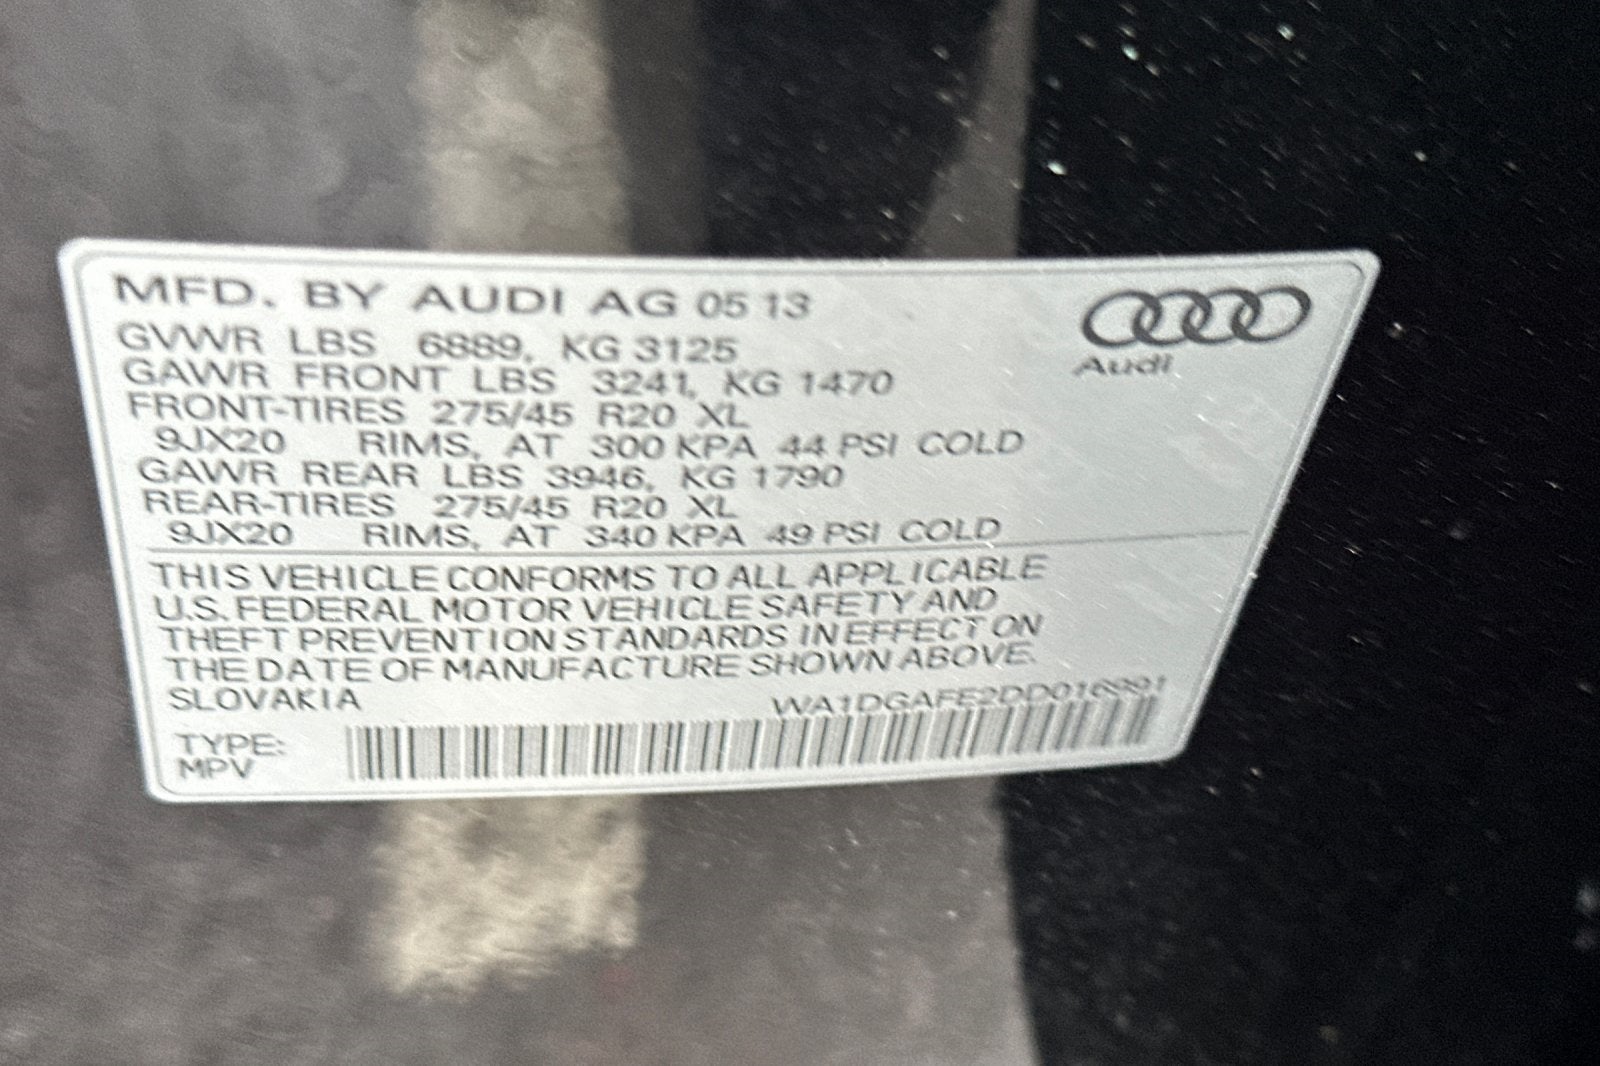 MFD. BY AUDI AG 05 13
Audi
GVWR LBS 6889, KG 3125
GAWR FRONT LBS 3241, KG 1470
FRONT-TIRES 275/45 R20 XL
9JX20 RIMS, AT 300 KPA 44 PSI COLD
GAWR REAR LBS 3946, KG 1790
REAR-TIRES 275/45 R20 XL
9JX20 RIMS, AT 340 KPA 49 PSI COLD
THIS VEHICLE CONFORMS TO ALL APPLICABLE
U.S. FEDERAL MOTOR VEHICLE SAFETY AND
THEFT PREVENTION STANDARDS IN EFFECT ON
THE DATE OF MANUFACTURE SHOWN ABOVE.
SLOVAKIA
TYPE:
MPV